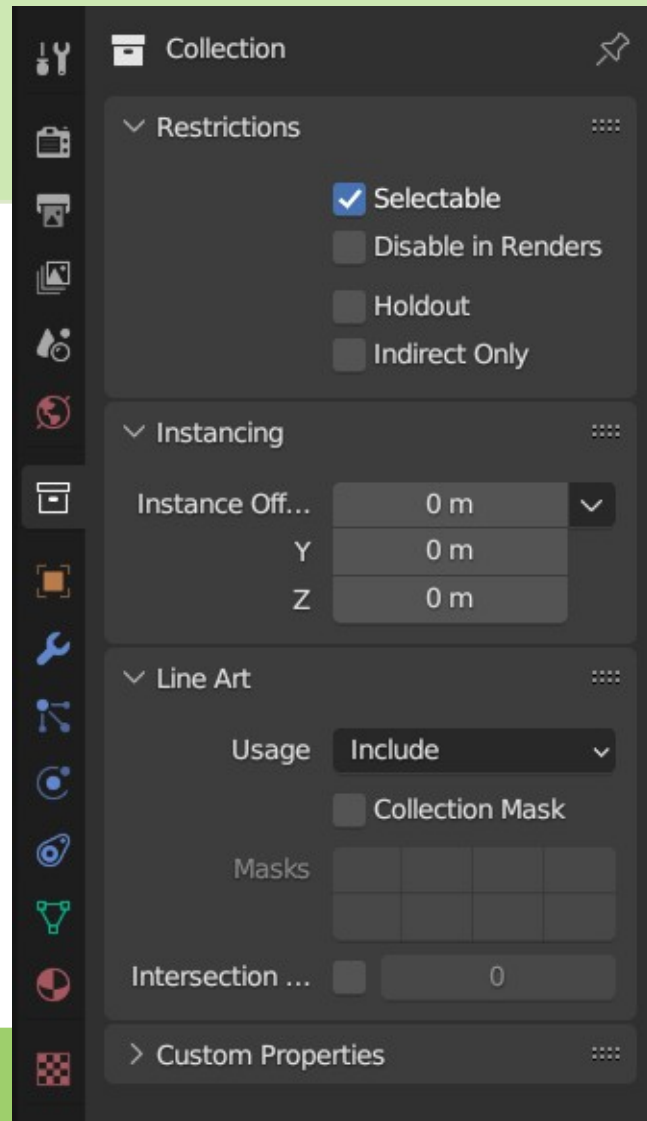 Collection
Restrictions
Selectable
Disable in Renders
Holdout
Indirect Only
Instancing
Instance Off... 0 m
Y 0 m
Z 0 m
Line Art
Usage Include
Collection Mask
Masks
Intersection ... 0
Custom Properties